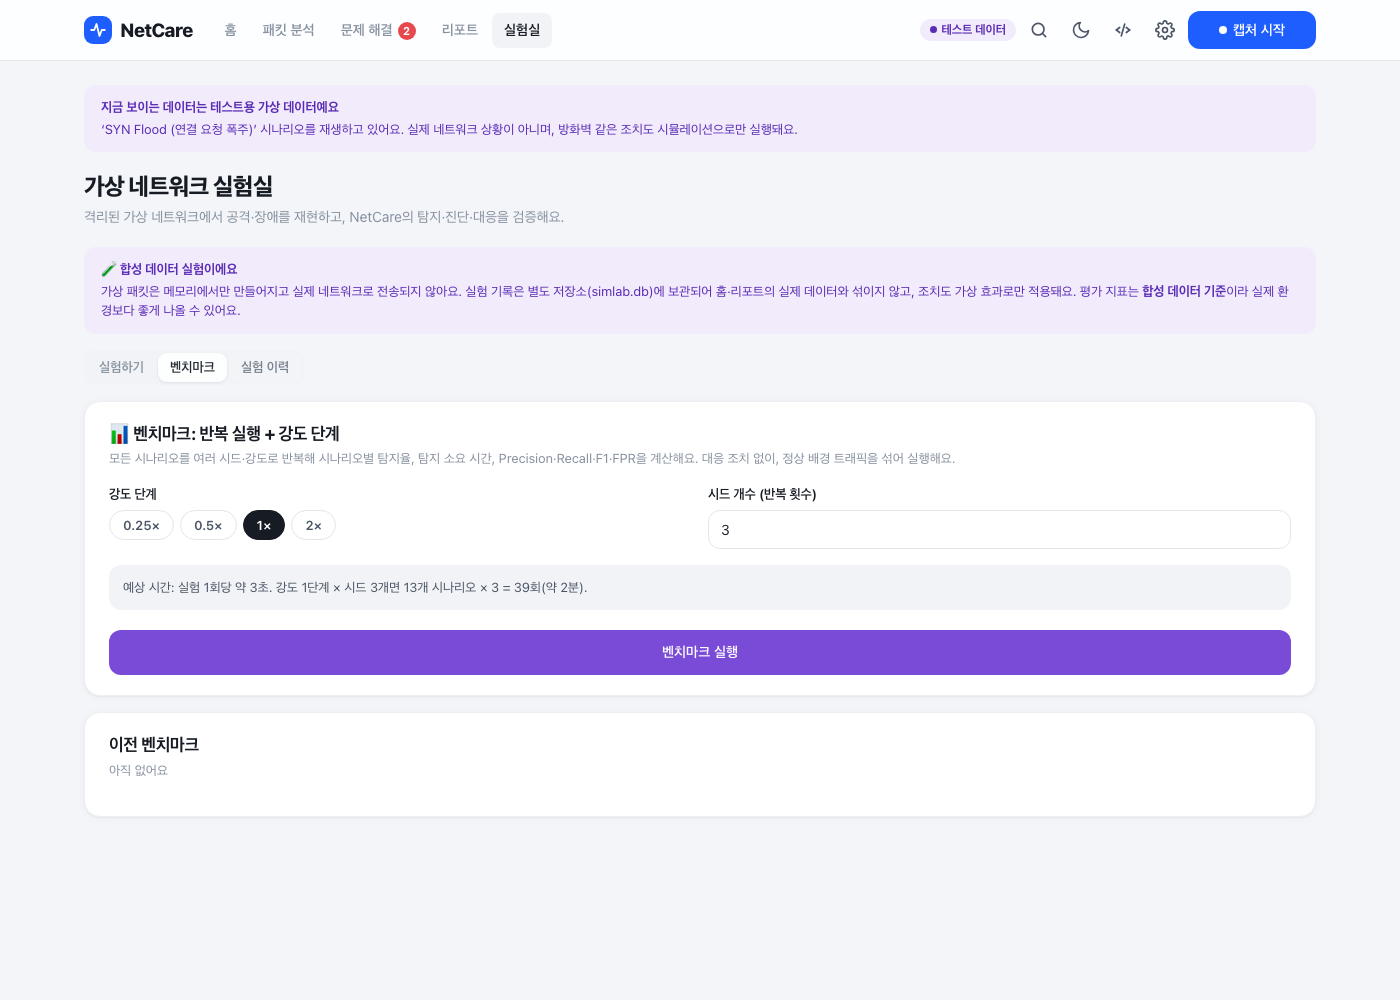 NetCare
홈
패킷 분석
문제 해결 2
리포트
실험실
테스트 데이터
캡처 시작
지금 보이는 데이터는 테스트용 가상 데이터예요
‘SYN Flood (연결 요청 폭주)’ 시나리오를 재생하고 있어요. 실제 네트워크 상황이 아니며, 방화벽 같은 조치도 시뮬레이션으로만 실행돼요.
가상 네트워크 실험실
격리된 가상 네트워크에서 공격·장애를 재현하고, NetCare의 탐지·진단·대응을 검증해요.
합성 데이터 실험이에요
가상 패킷은 메모리에서만 만들어지고 실제 네트워크로 전송되지 않아요. 실험 기록은 별도 저장소(simlab.db)에 보관되어 홈·리포트의 실제 데이터와 섞이지 않고, 조치도 가상 효과로만 적용돼요. 평가 지표는 합성 데이터 기준이라 실제 환
경보다 좋게 나올 수 있어요.
실험하기
벤치마크
실험 이력
벤치마크: 반복 실행 + 강도 단계
모든 시나리오를 여러 시드·강도로 반복해 시나리오별 탐지율, 탐지 소요 시간, Precision·Recall·F1·FPR을 계산해요. 대응 조치 없이, 정상 배경 트래픽을 섞어 실행해요.
강도 단계
0.25×
0.5×
1×
2×
시드 개수 (반복 횟수)
3
예상 시간: 실험 1회당 약 3초. 강도 1단계 × 시드 3개면 13개 시나리오 × 3 = 39회(약 2분).
벤치마크 실행
이전 벤치마크
아직 없어요